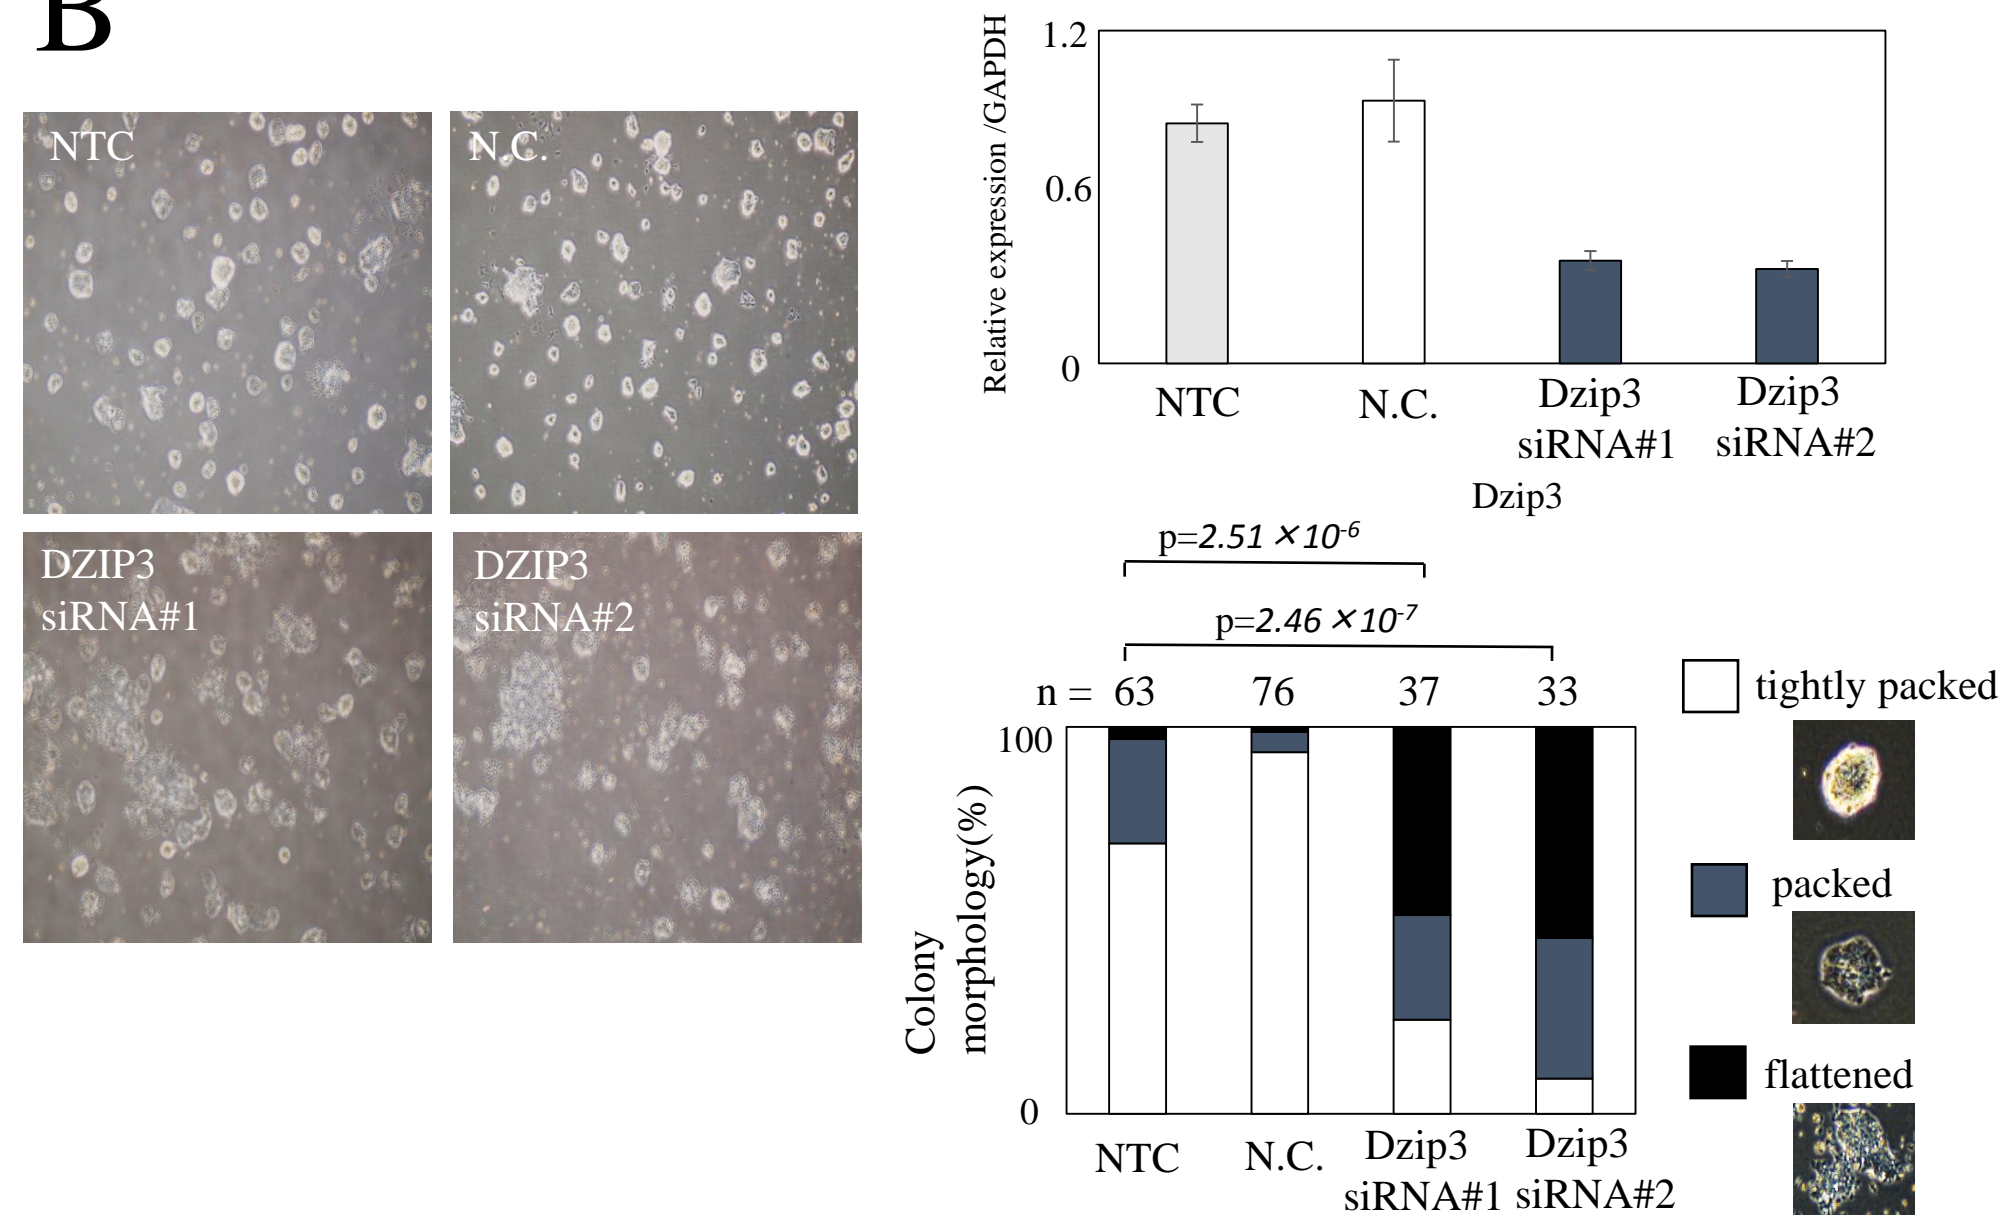 B
NTC
N.C.
DZIP3
siRNA#1
DZIP3
siRNA#2
Relative expression /GAPDH
1.2
0.6
0
NTC
N.C.
Dzip3
siRNA#1
Dzip3
siRNA#2
Dzip3
p=2.51×10-6
p=2.46×10-7
n = 63 76 37 33
100
0
Colony
morphology(%)
NTC
N.C.
Dzip3
siRNA#1
Dzip3
siRNA#2
tightly packed
packed
flattened